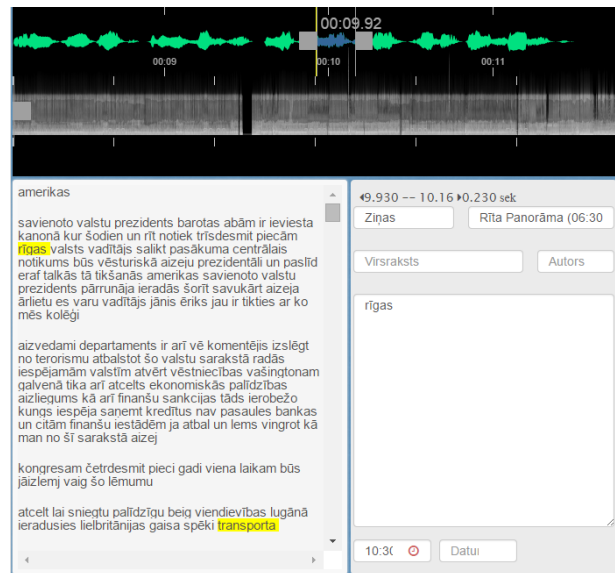 00:09.92
00:09
00:10
00:11
amerikas
savienoto valstu prezidents barotas abām ir ieviesta
kanonā kur šodien un rīt notiek trīsdesmit piecām
rīgas valsts vadītājs salikt pasākuma centrālais
notikums būs vēsturiskā aizeju prezidentāli un paslīd
eraf talkās tā tikšanās amerikas savienoto valstu
prezidents pārrunāja ieradās šorīt savukārt aizeja
ārlietu es varu vadītājs jānis ēriks jau ir tikties ar ko
mēs kolēģi
aizvedami departaments ir arī vē komentējis izslēgt
no terorismu atbalstot šo valstu sarakstā radās
iespējamām valstīm atvērt vēstniecības vašingtonam
galvenā tika arī atcelts ekonomiskās palīdzības
aizliegums kā arī finanšu sankcijas tāds ierobežo
kungs iespēja saņemt kredītus nav pasaules bankas
un citām finanšu iestādēm ja atbal un lems vingrot kā
man no šī sarakstā aizej
kongresam četrdesmit pieci gadi viena laikam būs
jāizlemj vaig šo lēmumu
atcelt lai sniegtu palīdzīgu beig viendievības lugānā
ieradusies lielbritānijas gaisa spēki transporta
9.930 -- 10.16 0.230 sek
Ziņas
Rīta Panorāma (06:30
Virsraksts
Autors
rīgas
10:30
Datu